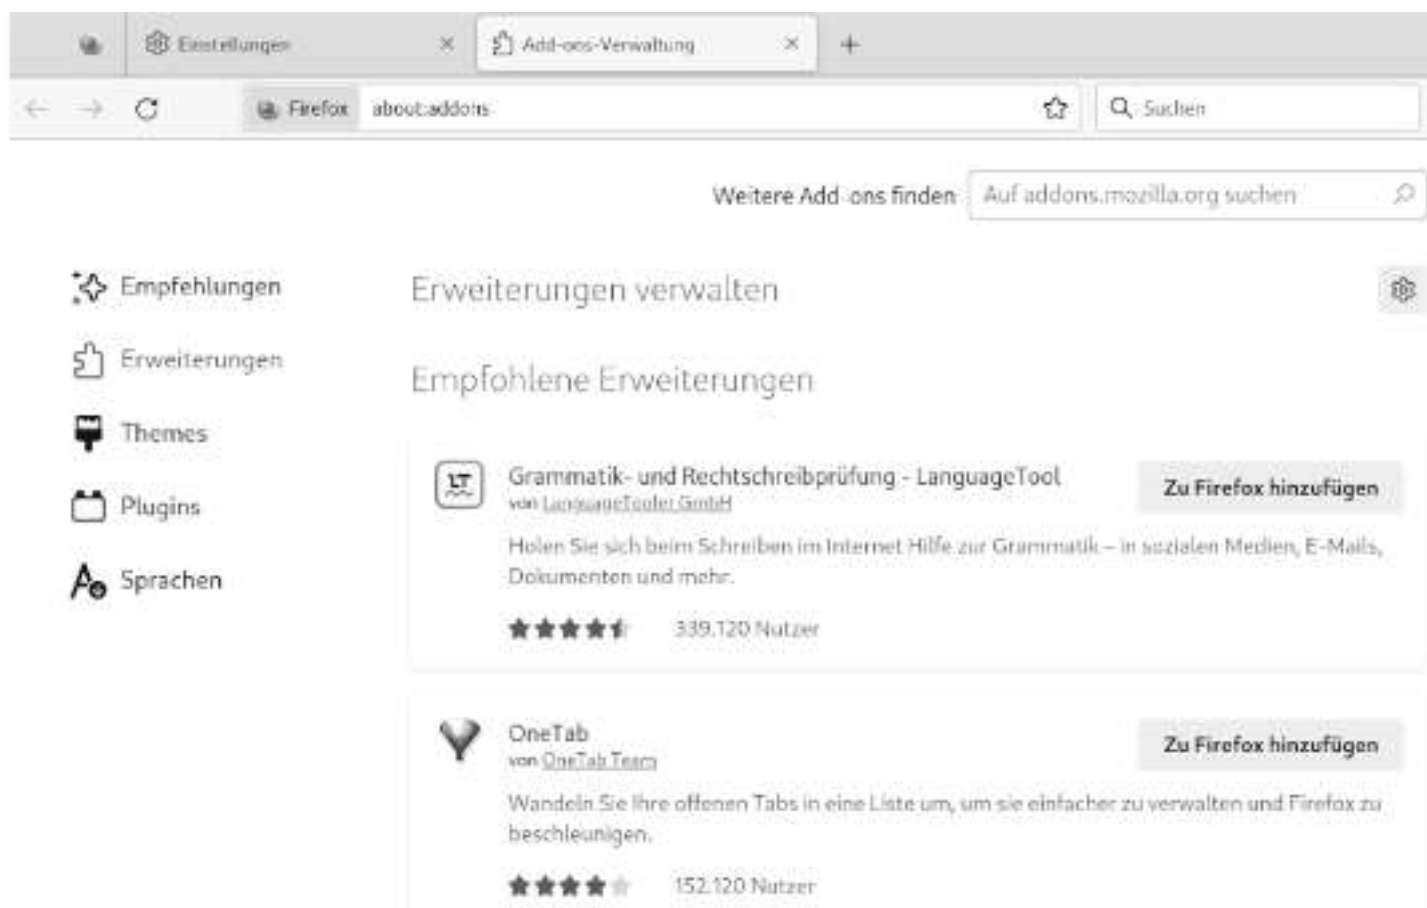 Einstellungen
Add-ons-Verwaltung
Firefox
about:addons
Suchen
Weitere Add-ons finden
Auf addons.mozilla.org suchen
Empfehlungen
Erweiterungen
Themes
Plugins
Sprachen
Erweiterungen verwalten
Empfohlene Erweiterungen
LT
Grammatik- und Rechtschreibprüfung - LanguageTool
Zu Firefox hinzufügen
von LanguageTooler GmbH
Holen Sie sich beim Schreiben im Internet Hilfe zur Grammatik – in sozialen Medien, E-Mails,
Dokumenten und mehr.
339.120 Nutzer
OneTab
Zu Firefox hinzufügen
von OneTab Team
Wandeln Sie Ihre offenen Tabs in eine Liste um, um sie einfacher zu verwalten und Firefox zu
beschleunigen.
152.120 Nutzer